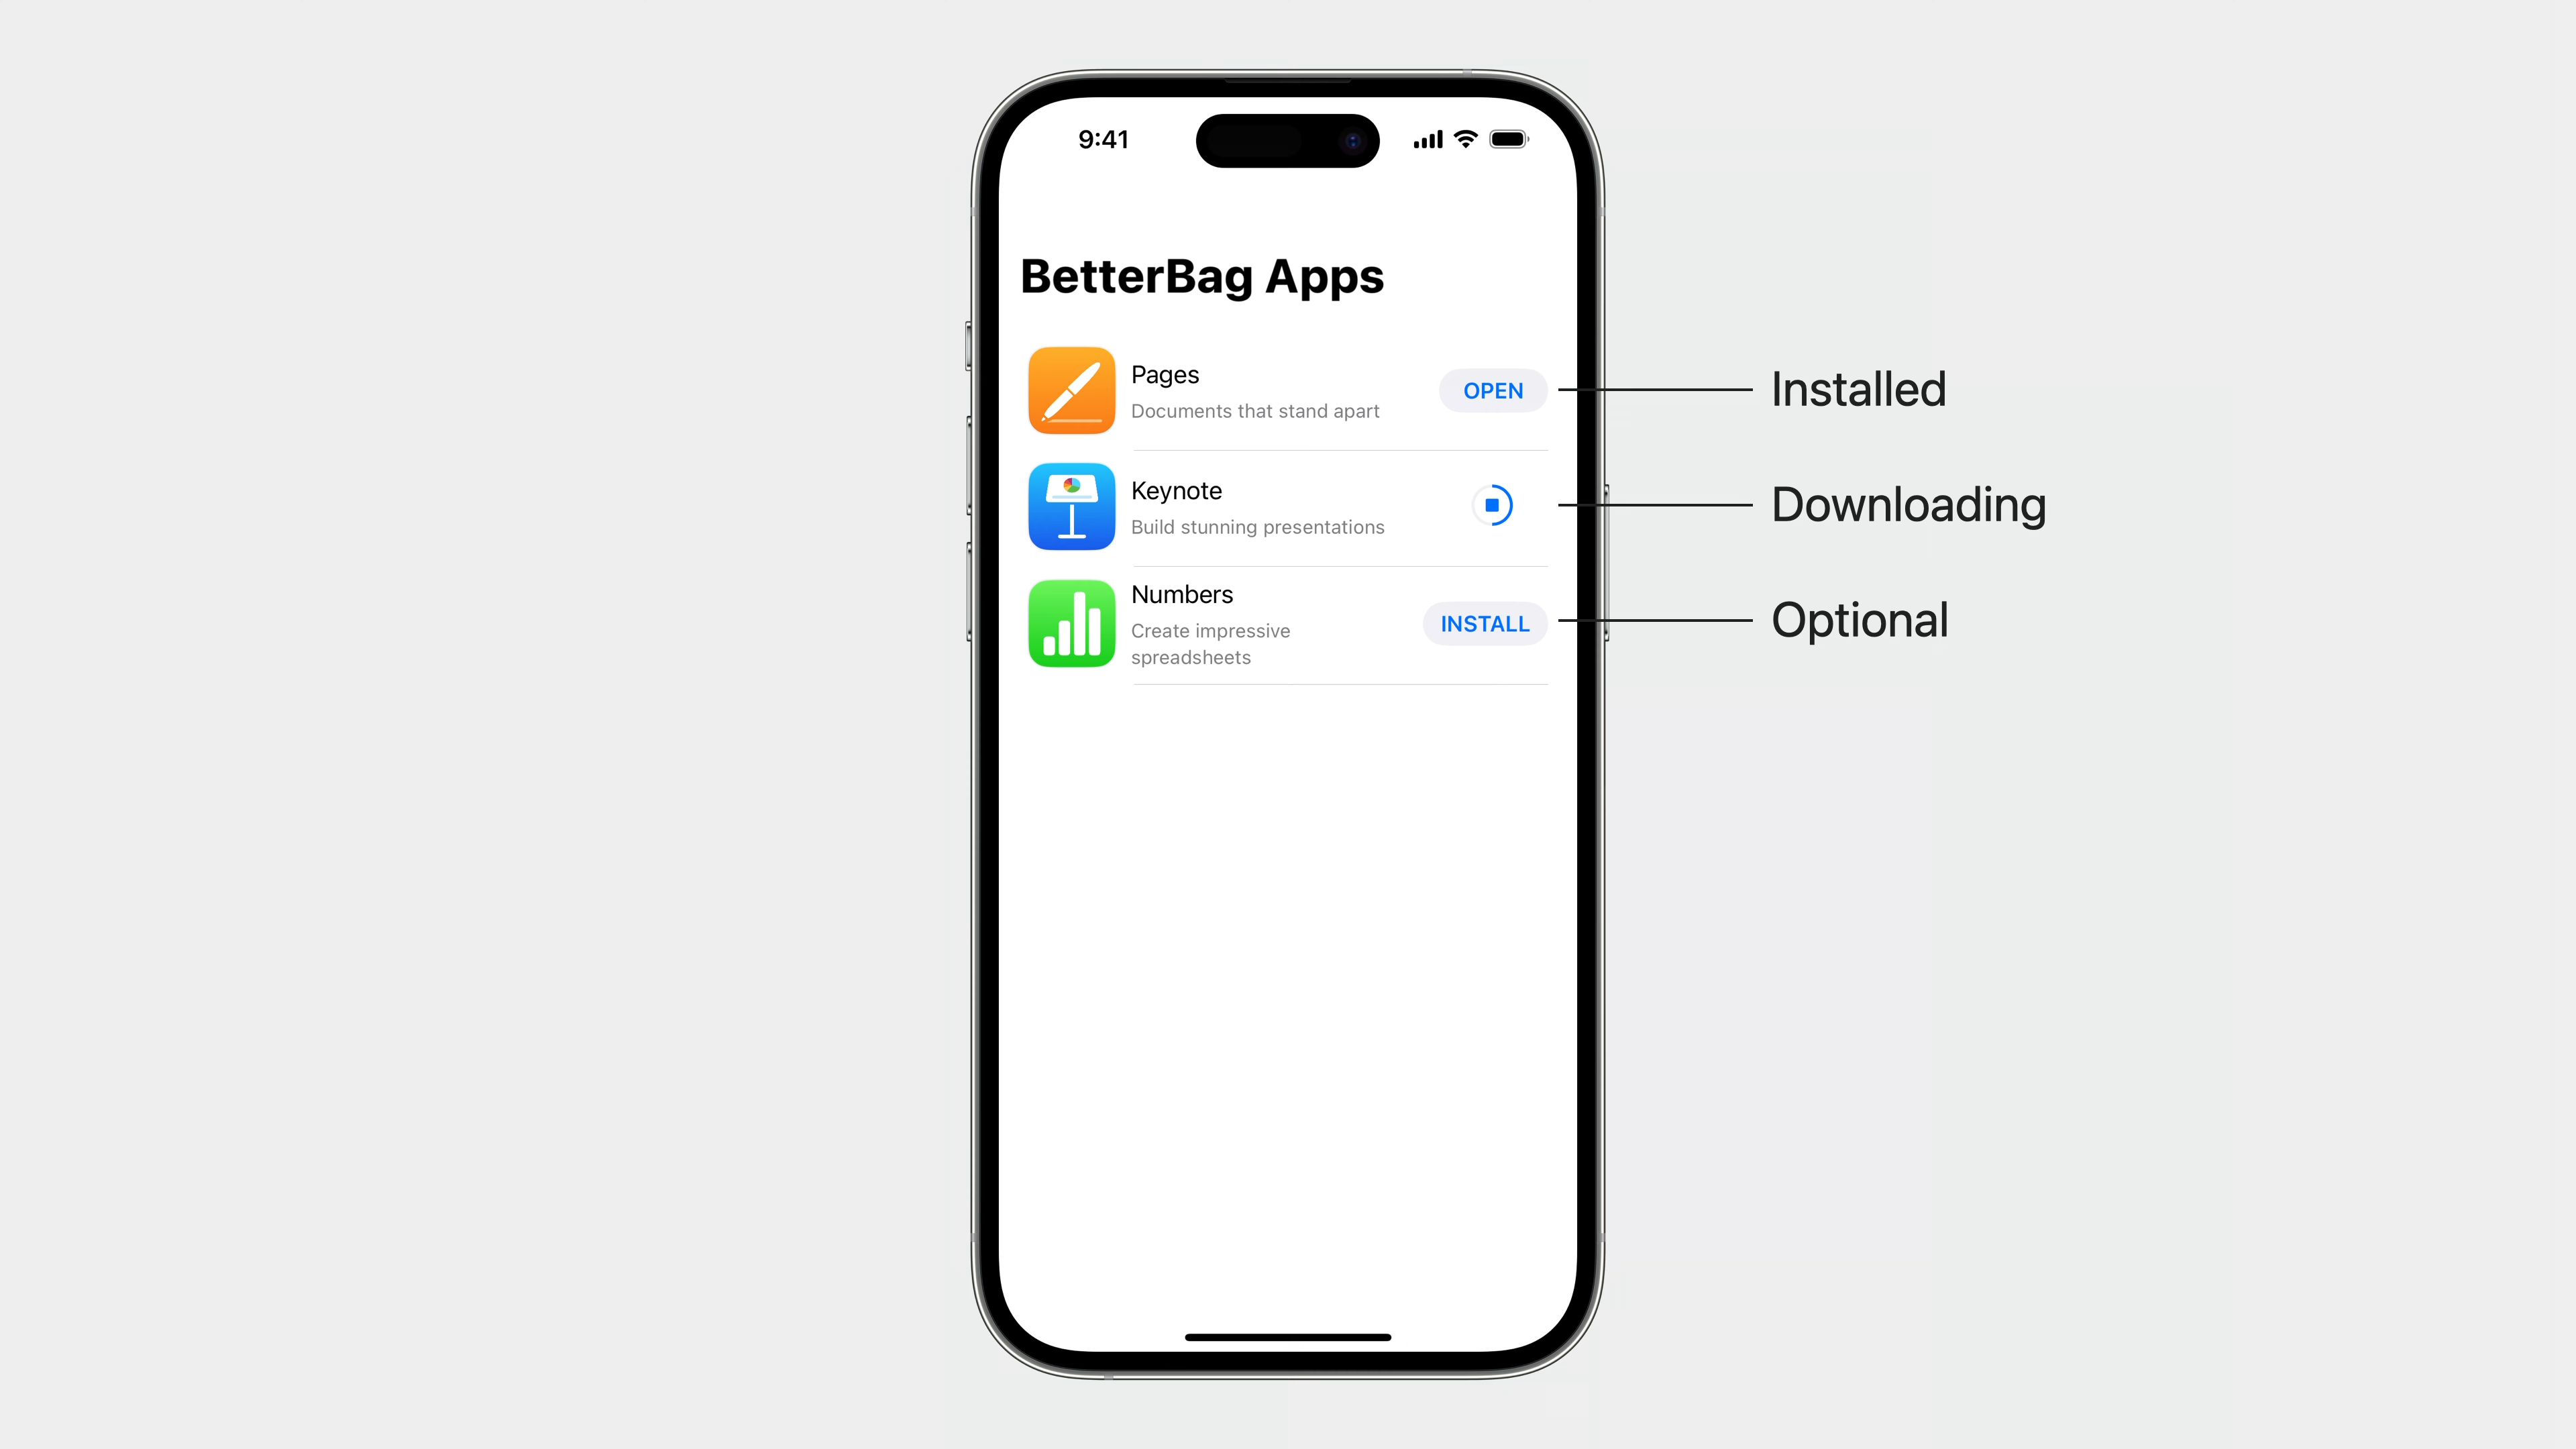 9:41
BetterBag Apps
Pages
Documents that stand apart
OPEN
Installed
Keynote
Build stunning presentations
Downloading
Numbers
Create impressive
spreadsheets
INSTALL
Optional